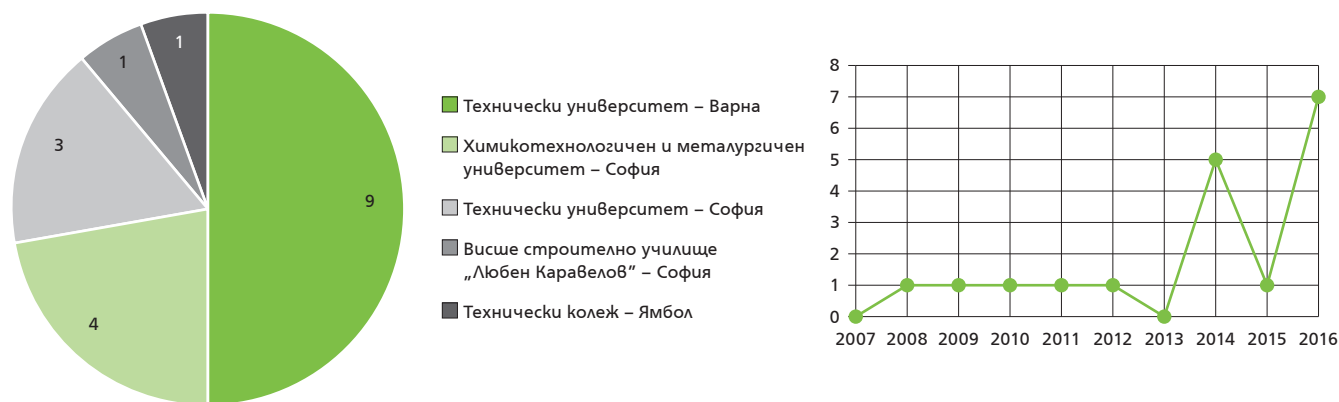 1
1
3
9
4
Технически университет – Варна
Химикотехнологичен и металургичен
университет – София
Технически университет – София
Висше строително училище
„Любен Каравелов” – София
Технически колеж – Ямбол
8
7
6
5
4
3
2
1
0
2007 2008 2009 2010 2011 2012 2013 2014 2015 2016